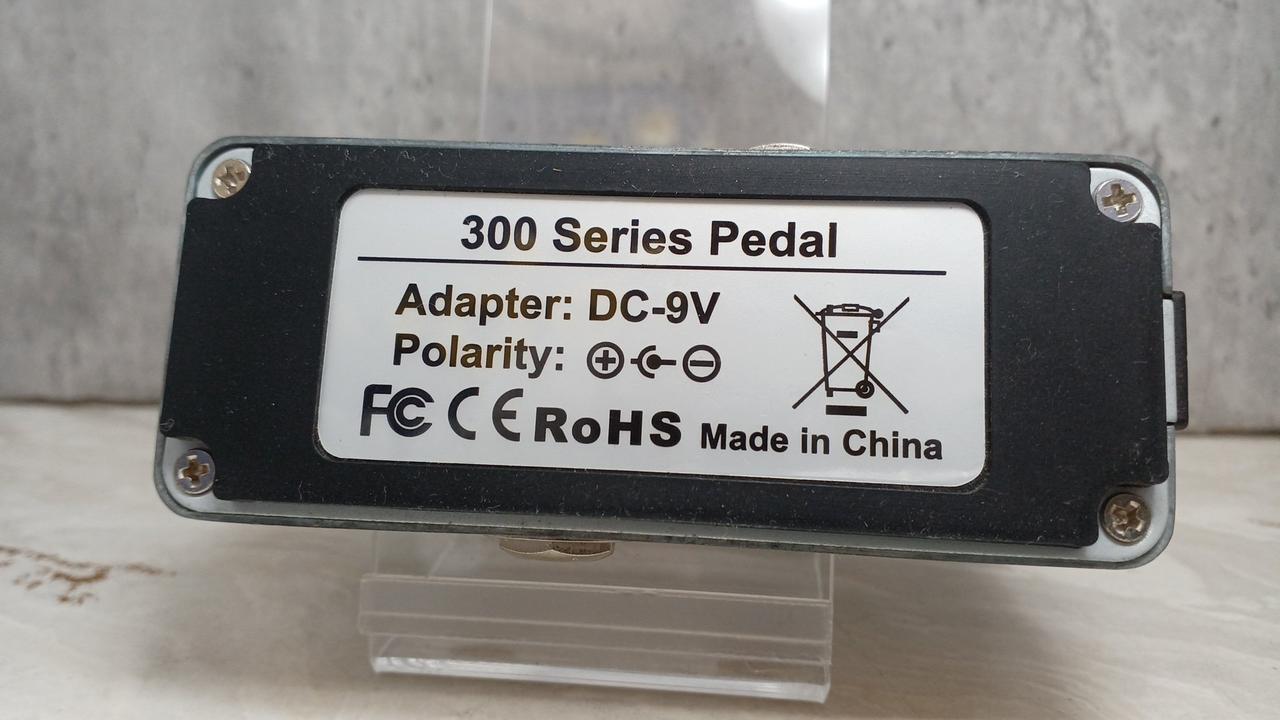 300 Series Pedal
Adapter: DC-9V
Polarity:
FC CE RoHS Made in China